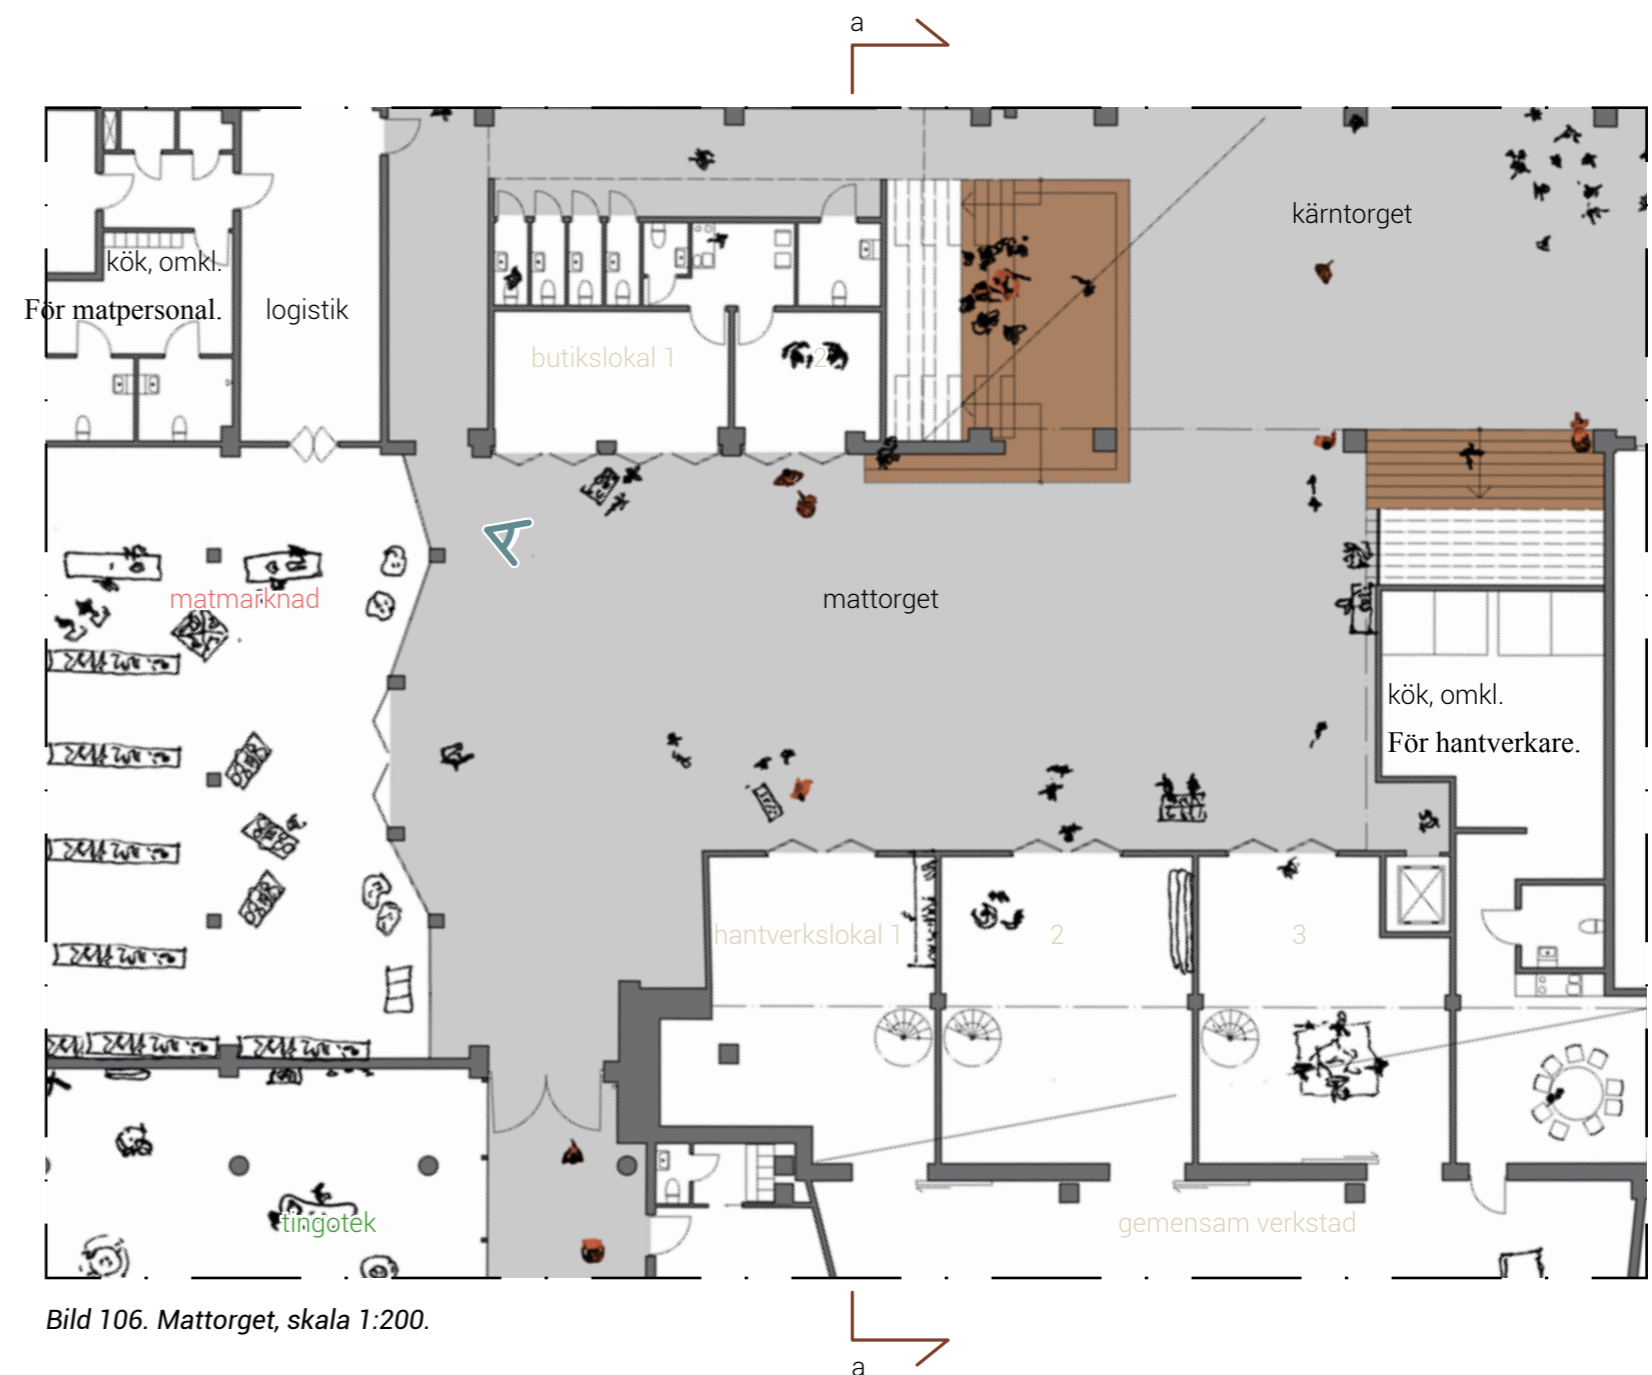 a
kärntorget
kök, omkl.
För matpersonal.
logistik
butikslokal 1
2
matmarknad
mattorget
kök, omkl.
För hantverkare.
hantverkslokal 1
2
3
tingotek
gemensam verkstad
Bild 106. Mattorget, skala 1:200.
a